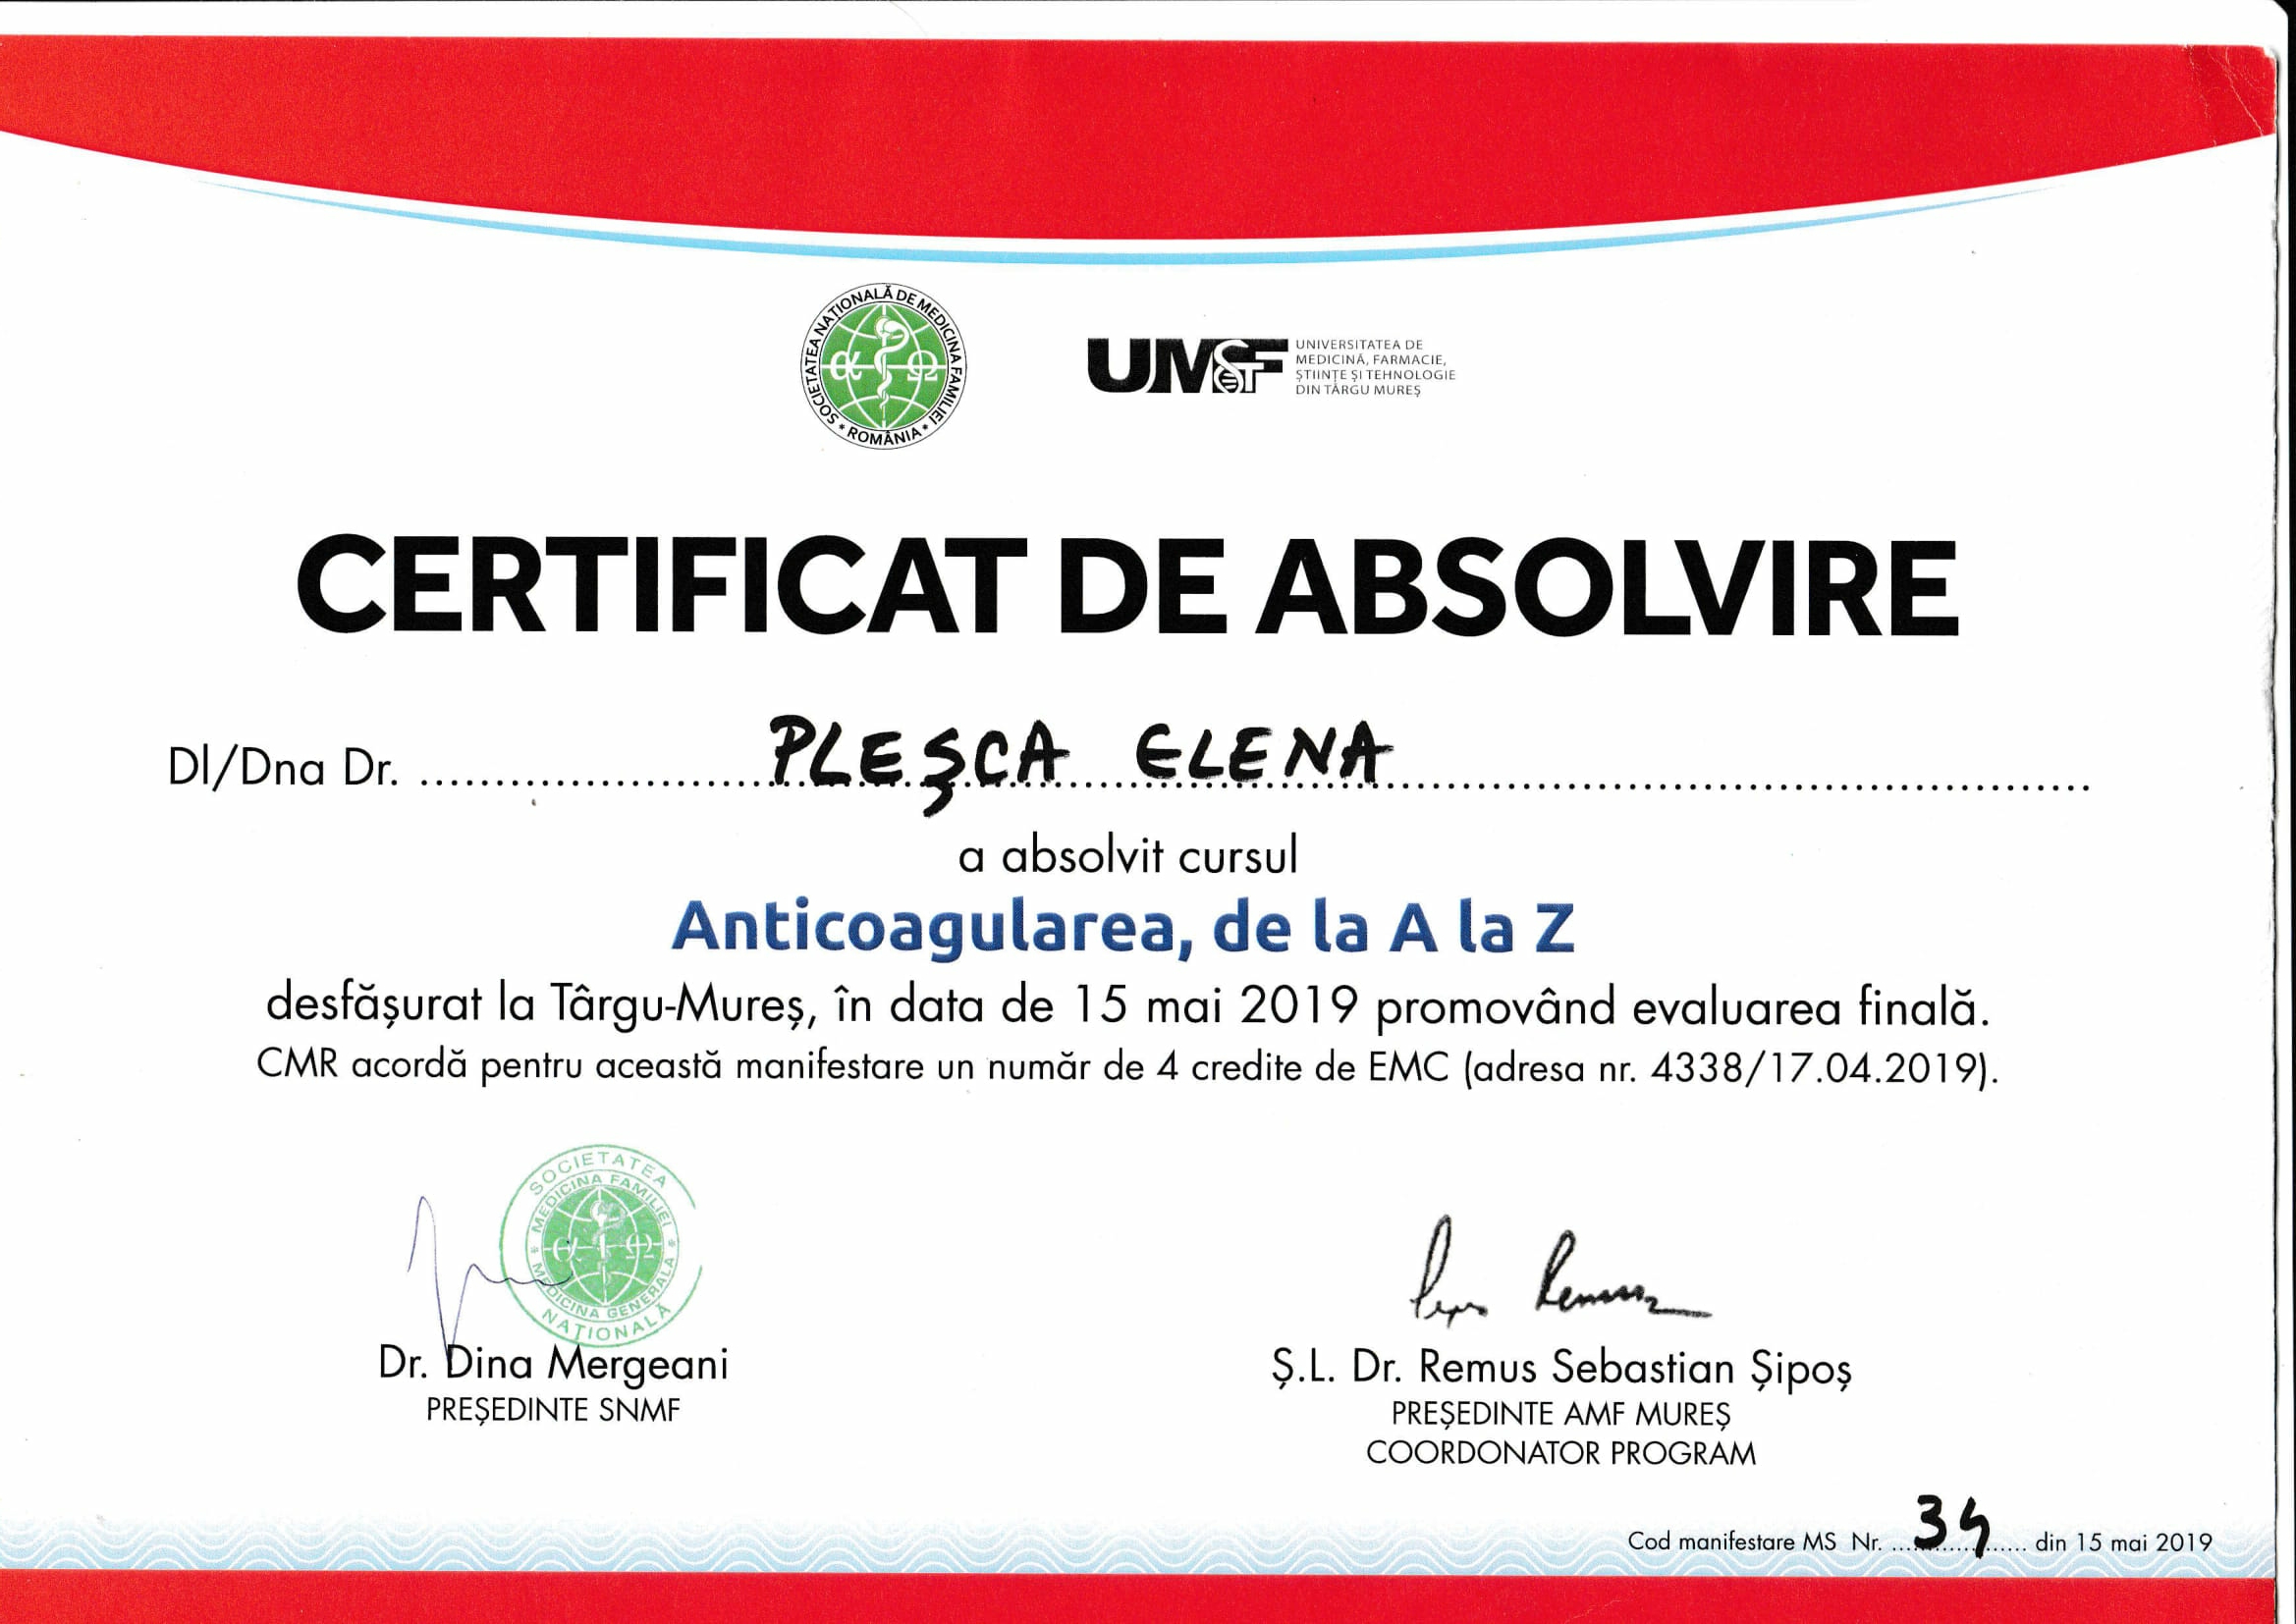 SOCIETATEA NAȚIONALĂ DE MEDICINA FAMILIEI
* ROMÂNIA *
UMFST
UNIVERSITATEA DE
MEDICINĂ, FARMACIE,
ȘTIINȚE ȘI TEHNOLOGIE
DIN TÂRGU MUREȘ
CERTIFICAT DE ABSOLVIRE
Dl/Dna Dr. PLEȘCA ELENA
a absolvit cursul
Anticoagularea, de la A la Z
desfășurat la Târgu-Mureș, în data de 15 mai 2019 promovând evaluarea finală.
CMR acordă pentru această manifestare un număr de 4 credite de EMC (adresa nr. 4338/17.04.2019).
SOCIETATEA
NAȚIONALĂ
* MEDICINA FAMILIEI *
MEDICINA GENERALA
Dr. Dina Mergeani
PREȘEDINTE SNMF
Remus
Ș.L. Dr. Remus Sebastian Șipoș
PREȘEDINTE AMF MUREȘ
COORDONATOR PROGRAM
Cod manifestare MS Nr. 34 din 15 mai 2019